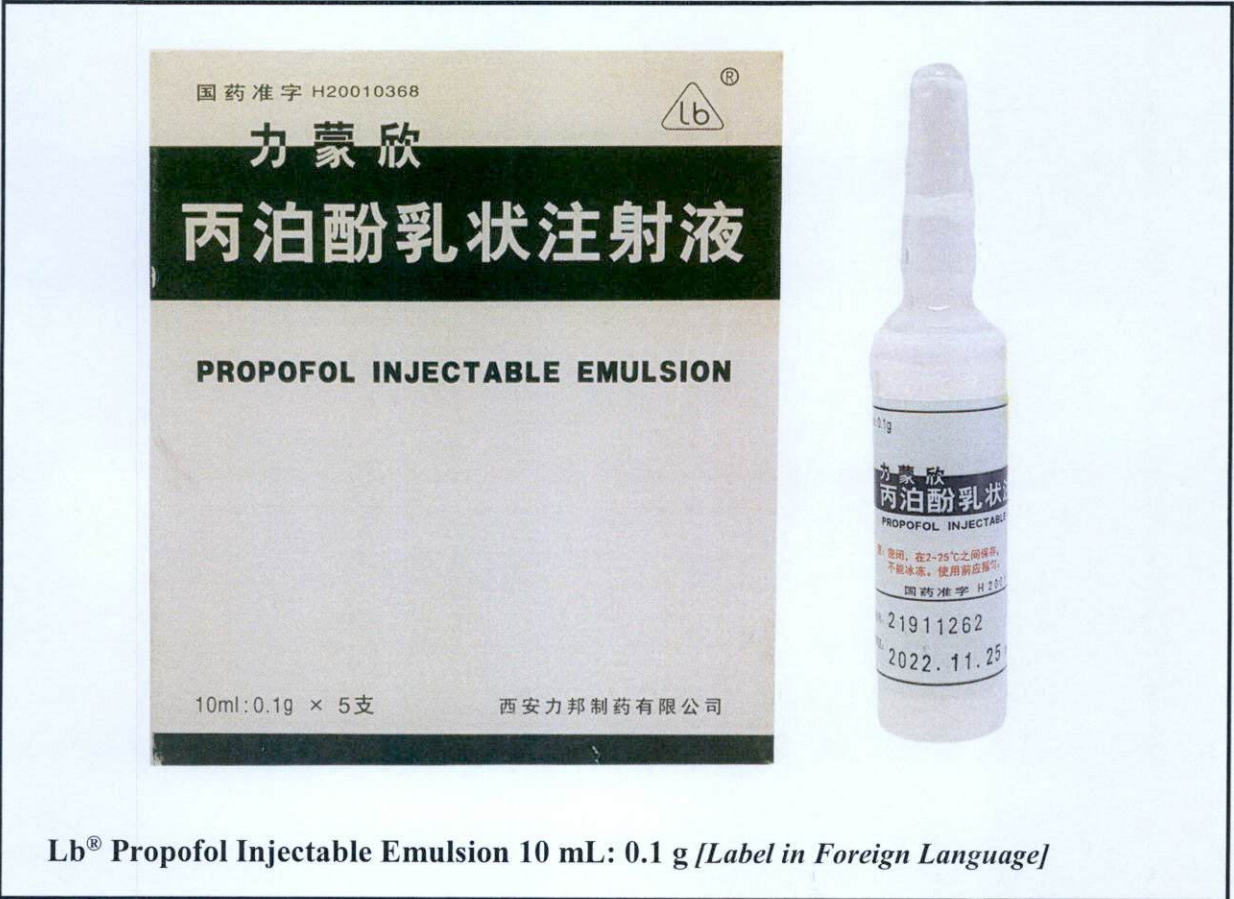 国药准字 H20010368
Lb®
力蒙欣
丙泊酚乳状注射液
PROPOFOL INJECTABLE EMULSION
10ml:0.1g × 5支
西安力邦制药有限公司
0.1g
力蒙欣
丙泊酚乳状
PROPOFOL INJECTABLE
密闭，在2-25℃之间保存，
不能冰冻。使用前应摇匀。
国药准字 H200
21911262
2022.11.25
Lb® Propofol Injectable Emulsion 10 mL: 0.1 g [Label in Foreign Language]